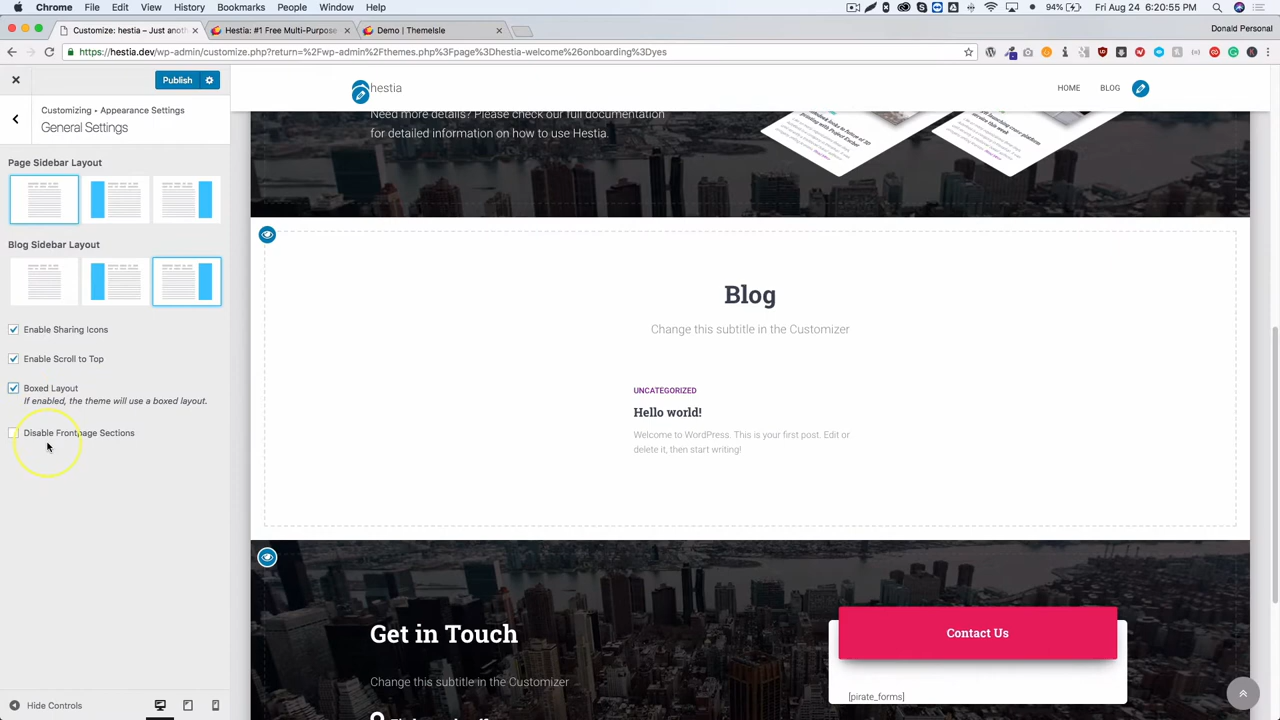 Chrome File Edit View History Bookmarks People Window Help 94% Fri Aug 24 6:20:55 PM
Customize: hestia – Just anoth
Hestia: #1 Free Multi-Purpose
Demo | ThemeIsle
Donald Personal
https://hestia.dev/wp-admin/customize.php?return=%2Fwp-admin%2Fthemes.php%3Fpage%3Dhestia-welcome%26onboarding%3Dyes
Publish
Customizing • Appearance Settings
General Settings
Page Sidebar Layout
Blog Sidebar Layout
Enable Sharing Icons
Enable Scroll to Top
Boxed Layout
If enabled, the theme will use a boxed layout.
Disable Frontpage Sections
Hide Controls
hestia
HOME BLOG
Need more details? Please check our full documentation
for detailed information on how to use Hestia.
Blog
Change this subtitle in the Customizer
UNCATEGORIZED
Hello world!
Welcome to WordPress. This is your first post. Edit or
delete it, then start writing!
Get in Touch
Change this subtitle in the Customizer
Contact Us
[pirate_forms]